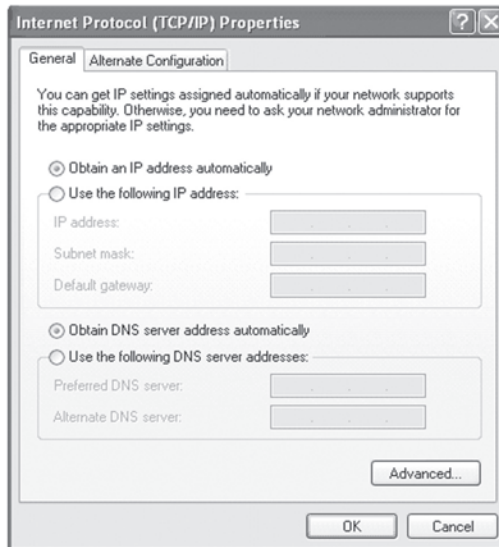 Internet Protocol (TCP/IP) Properties
General
Alternate Configuration
You can get IP settings assigned automatically if your network supports
this capability. Otherwise, you need to ask your network administrator for
the appropriate IP settings.
Obtain an IP address automatically
Use the following IP address:
IP address:
Subnet mask:
Default gateway:
Obtain DNS server address automatically
Use the following DNS server addresses:
Preferred DNS server:
Alternate DNS server:
Advanced...
OK
Cancel